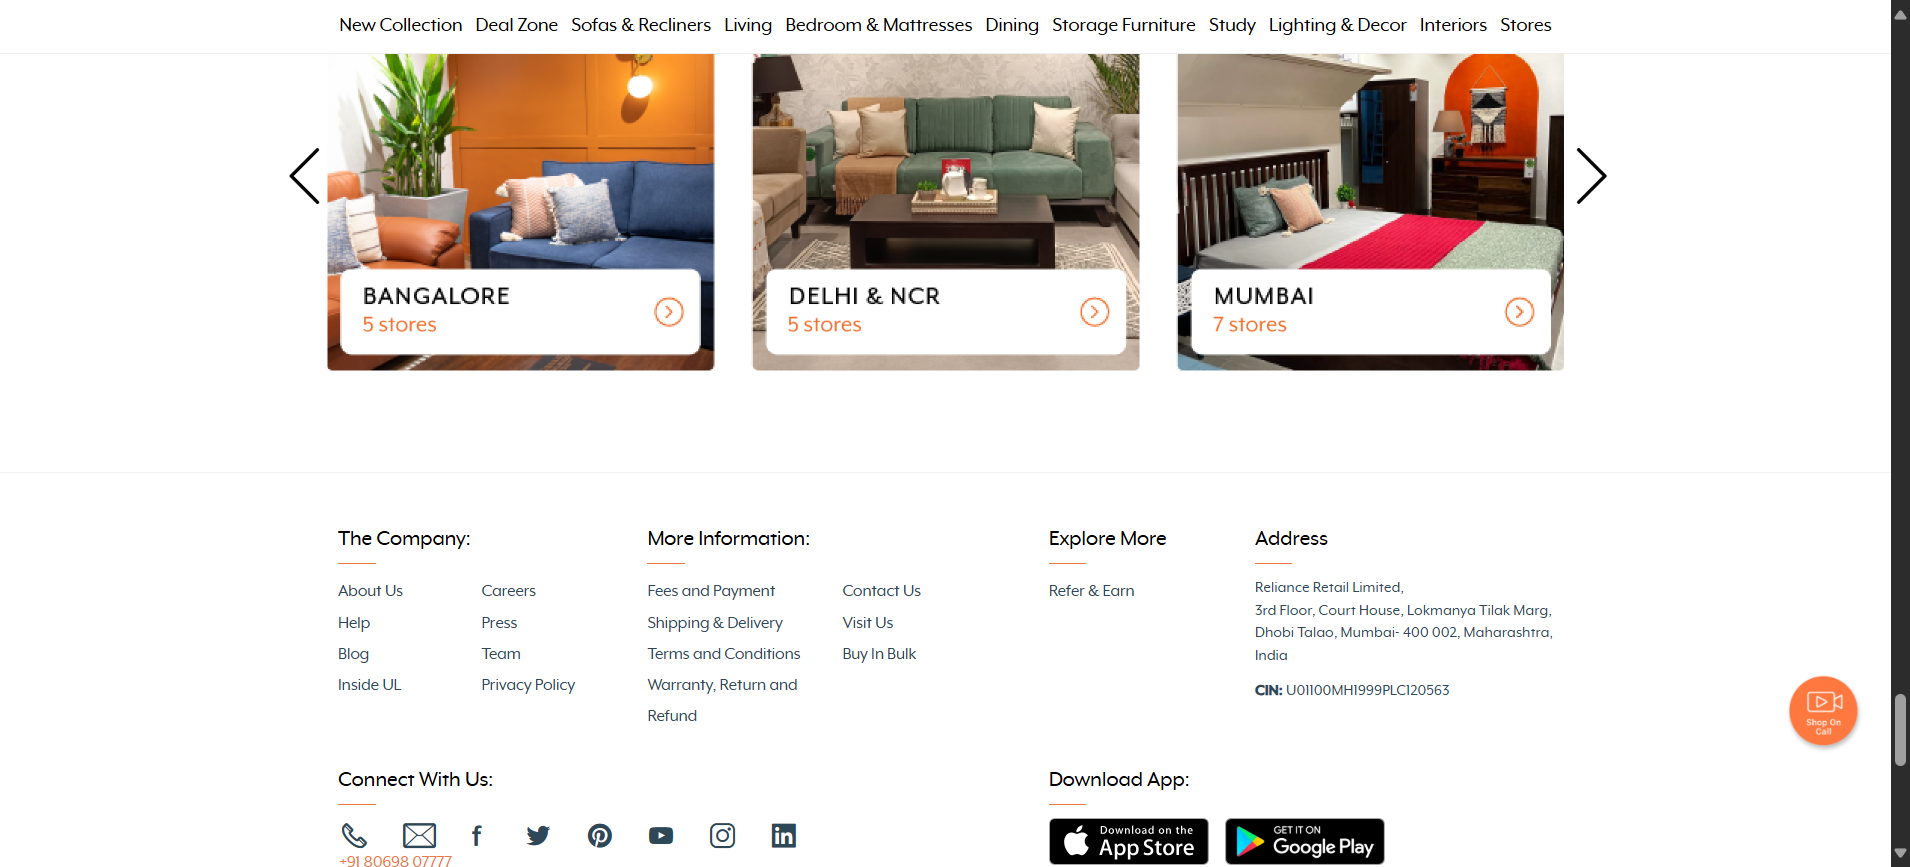 New Collection Deal Zone Sofas & Recliners Living Bedroom & Mattresses Dining Storage Furniture Study Lighting & Decor Interiors Stores
BANGALORE
5 stores
DELHI & NCR
5 stores
MUMBAI
7 stores
The Company:
About Us
Help
Blog
Inside UL
Careers
Press
Team
Privacy Policy
More Information:
Fees and Payment
Shipping & Delivery
Terms and Conditions
Warranty, Return and
Refund
Contact Us
Visit Us
Buy In Bulk
Explore More
Refer & Earn
Address
Reliance Retail Limited,
3rd Floor, Court House, Lokmanya Tilak Marg,
Dhobi Talao, Mumbai- 400 002, Maharashtra,
India
CIN: U01100MH1999PLC120563
Shop On
Call
Connect With Us:
+91 80698 07777
Download App:
Download on the
App Store
GET IT ON
Google Play